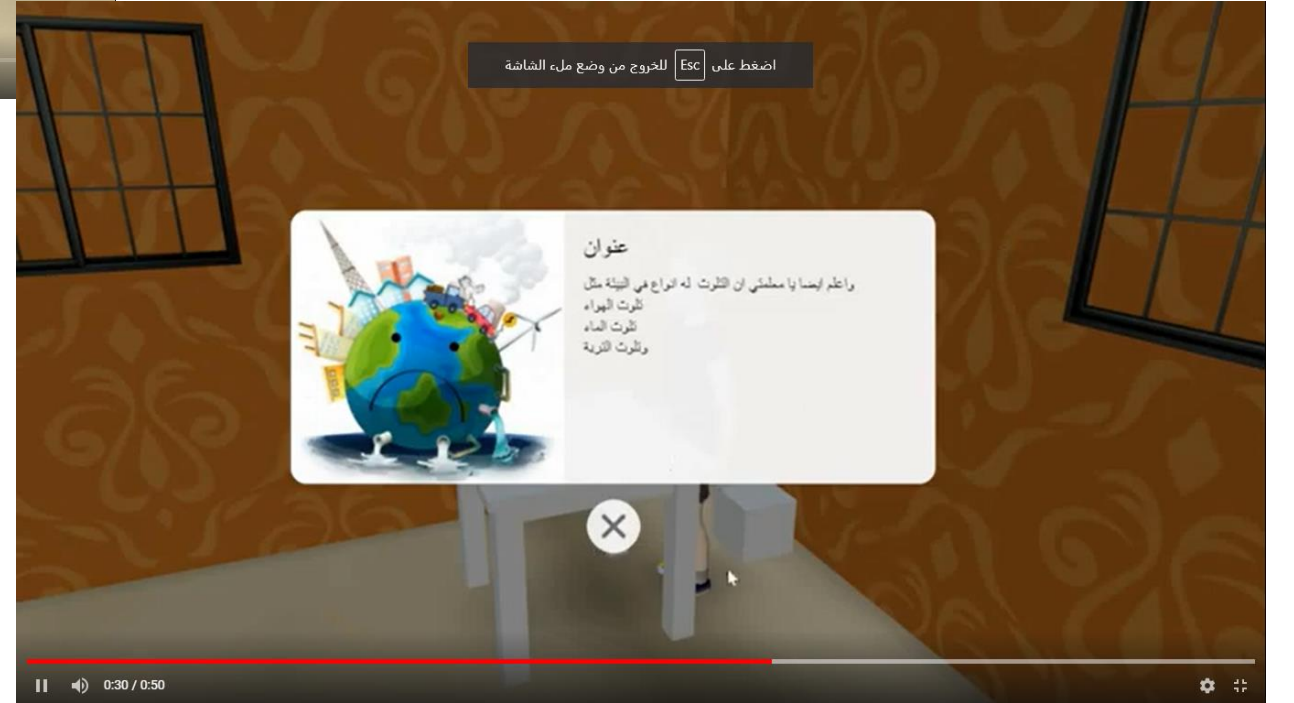 اضغط على Esc للخروج من وضع ملء الشاشة
عنوان
واعلم ايضا يا معلمتي ان التلوث له انواع في البيئة مثل
تلوث الهواء
تلوث الماء
وتلوث التربة
0:30 / 0:50